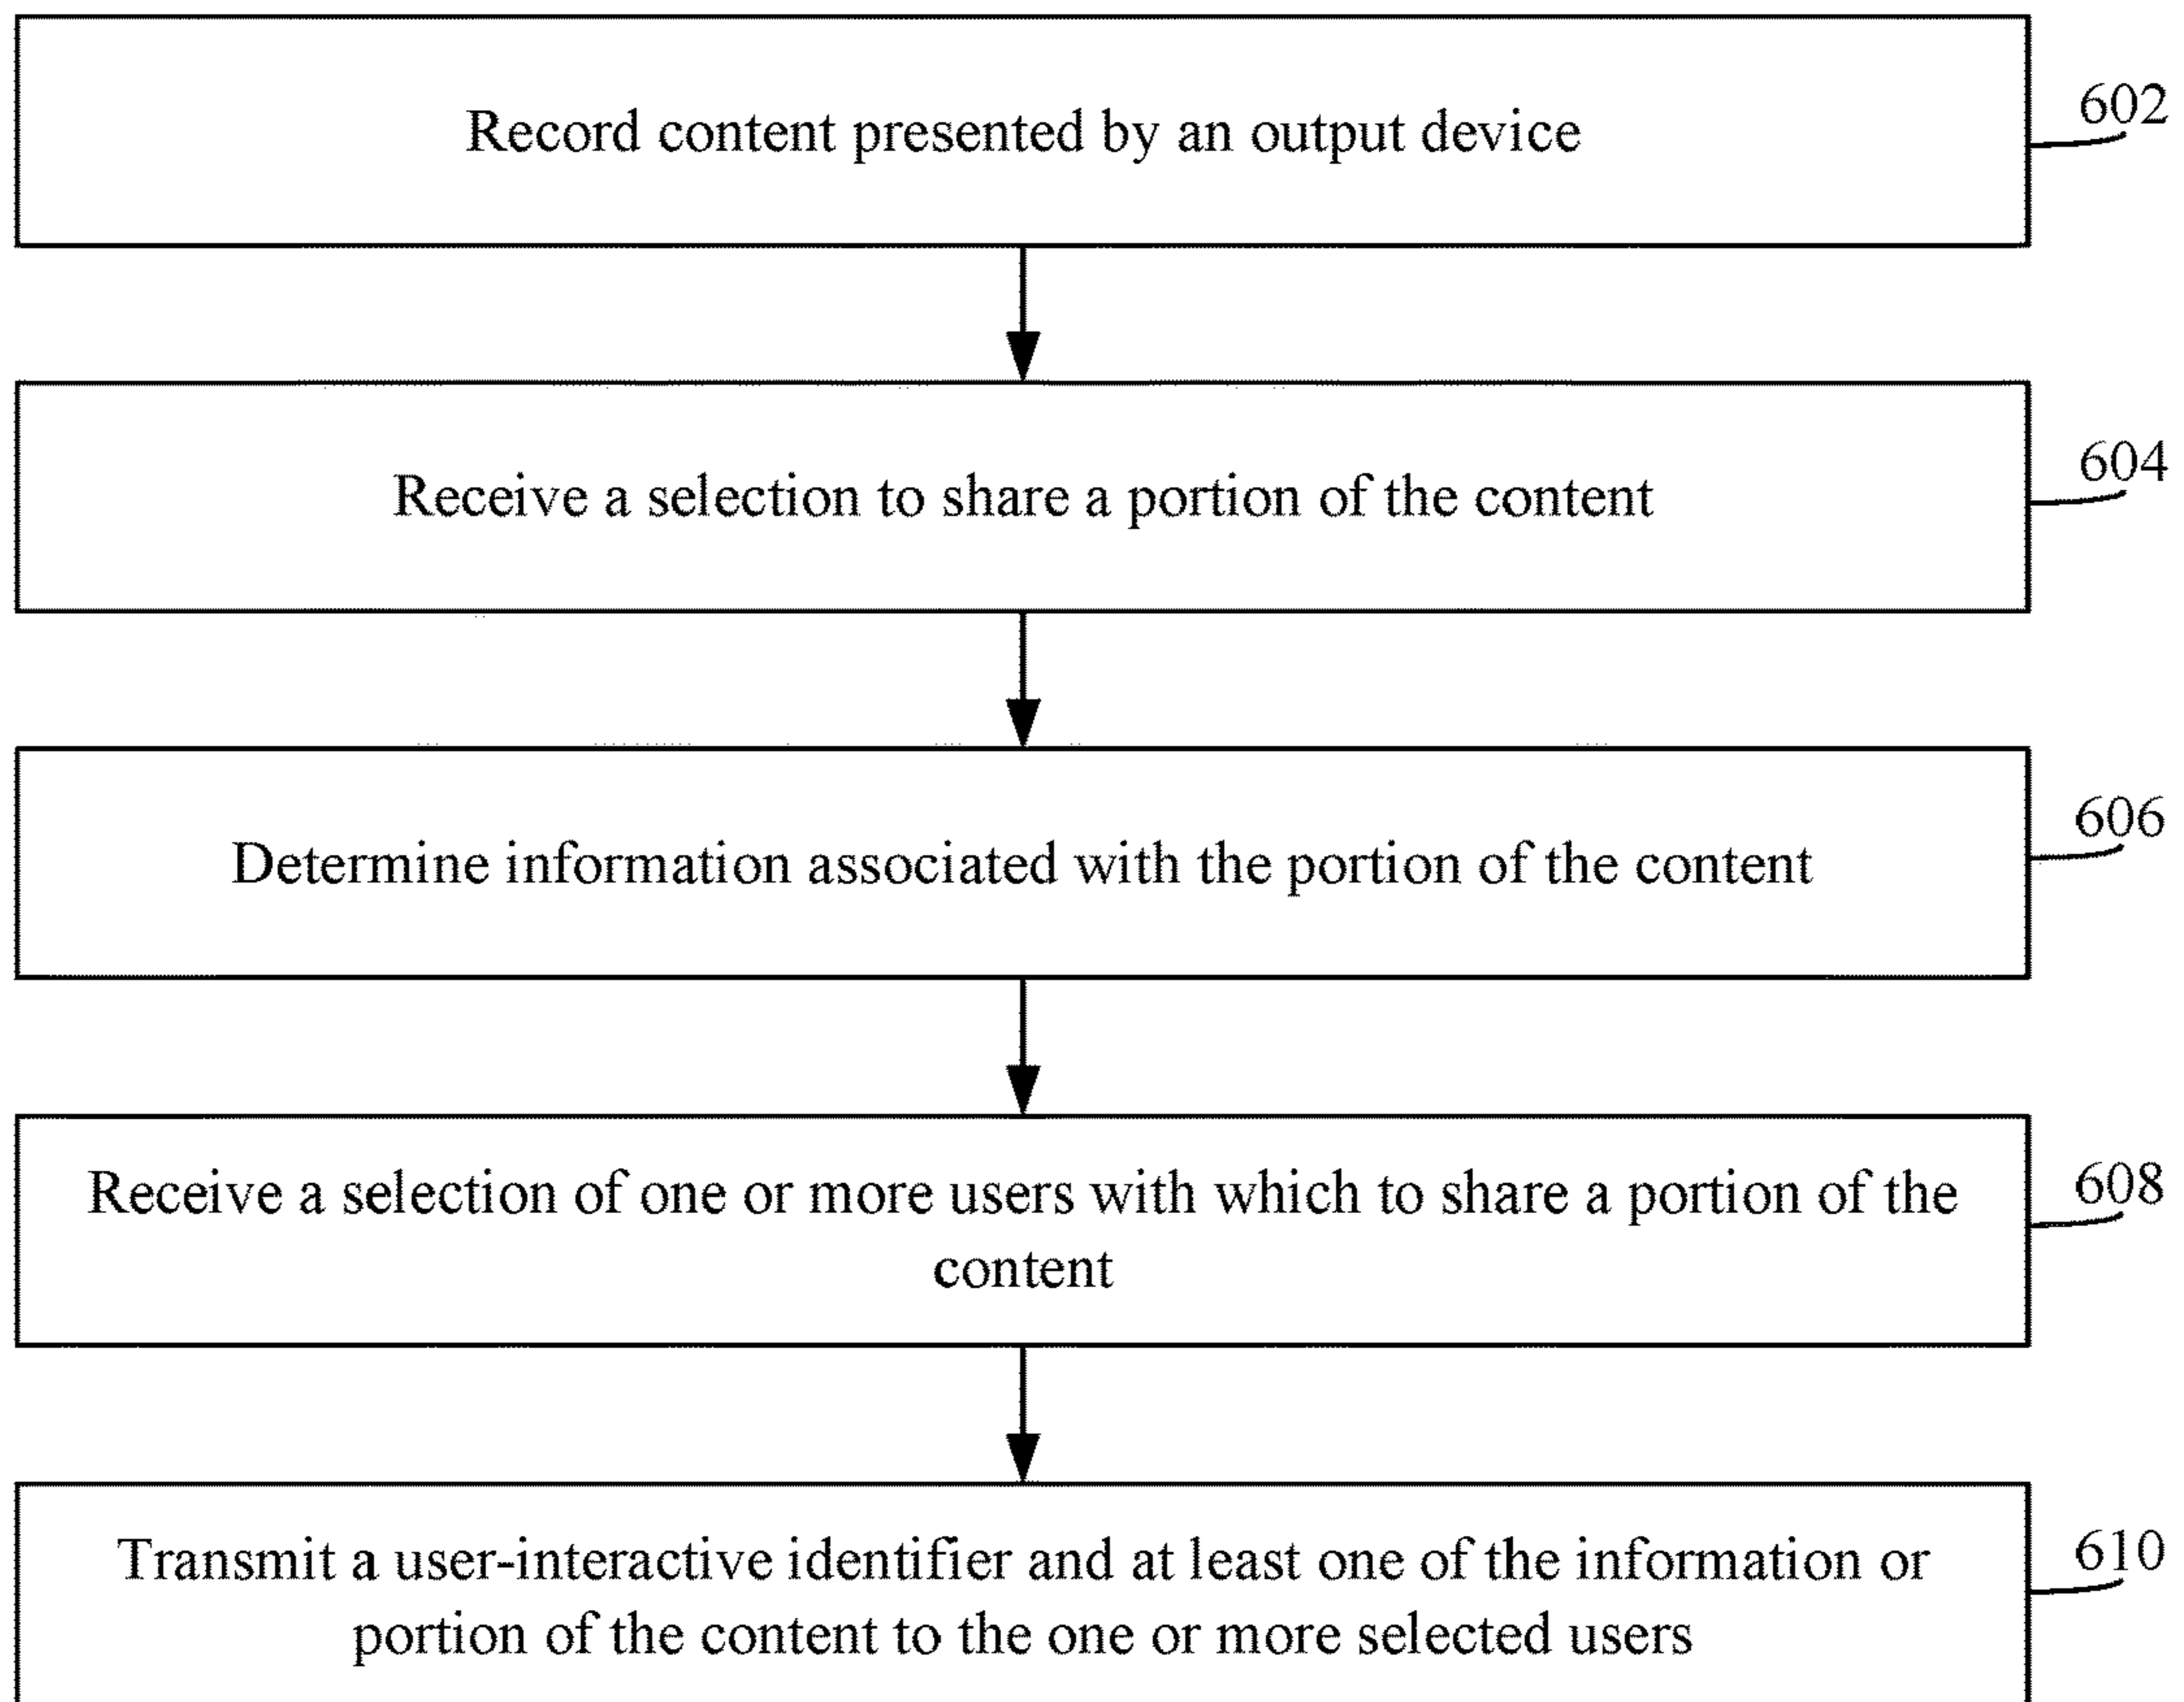 Record content presented by an output device
602
Receive a selection to share a portion of the content
604
Determine information associated with the portion of the content
606
Receive a selection of one or more users with which to share a portion of the
content
608
Transmit a user-interactive identifier and at least one of the information or
portion of the content to the one or more selected users
610